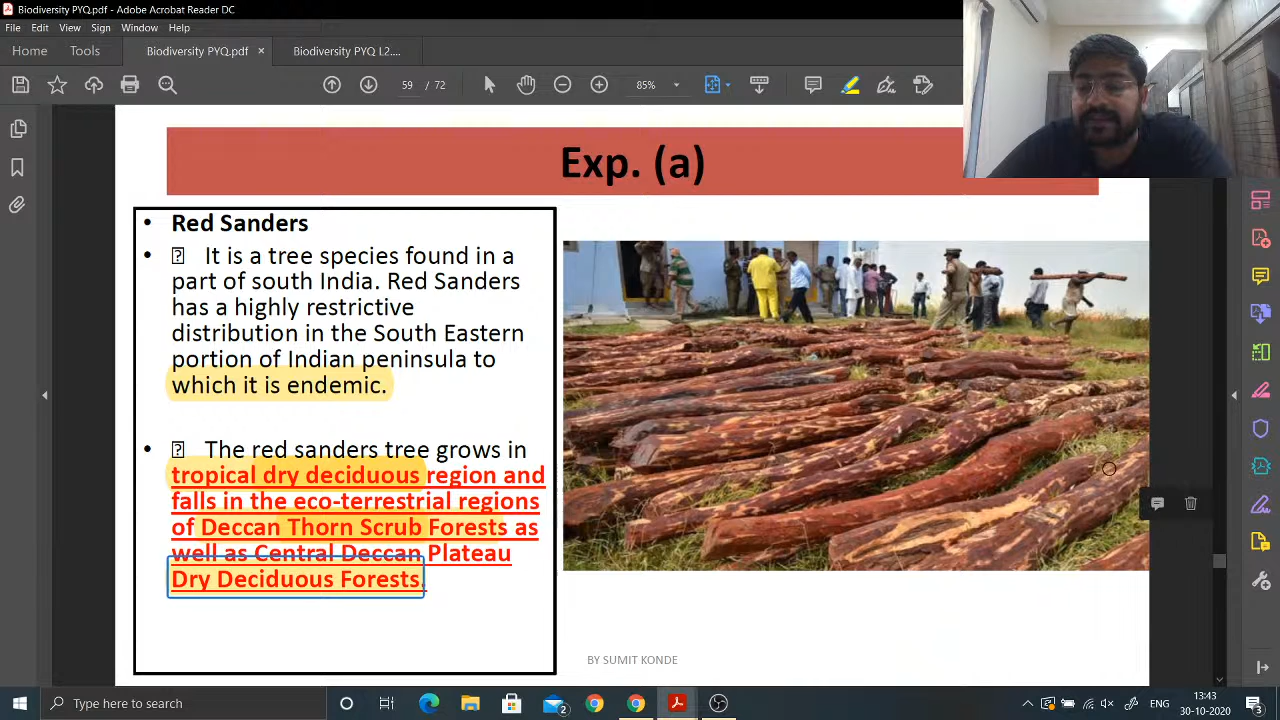 Biodiversity PYQ.pdf - Adobe Acrobat Reader DC
File Edit View Sign Window Help
Home Tools Biodiversity PYQ.pdf × Biodiversity PYQ L2....
59 / 72 85%
Exp. (a)
• Red Sanders
• It is a tree species found in a
part of south India. Red Sanders
has a highly restrictive
distribution in the South Eastern
portion of Indian peninsula to
which it is endemic.
• The red sanders tree grows in
tropical dry deciduous region and
falls in the eco-terrestrial regions
of Deccan Thorn Scrub Forests as
well as Central Deccan Plateau
Dry Deciduous Forests.
BY SUMIT KONDE
Type here to search
2
ENG
13:43
30-10-2020
3